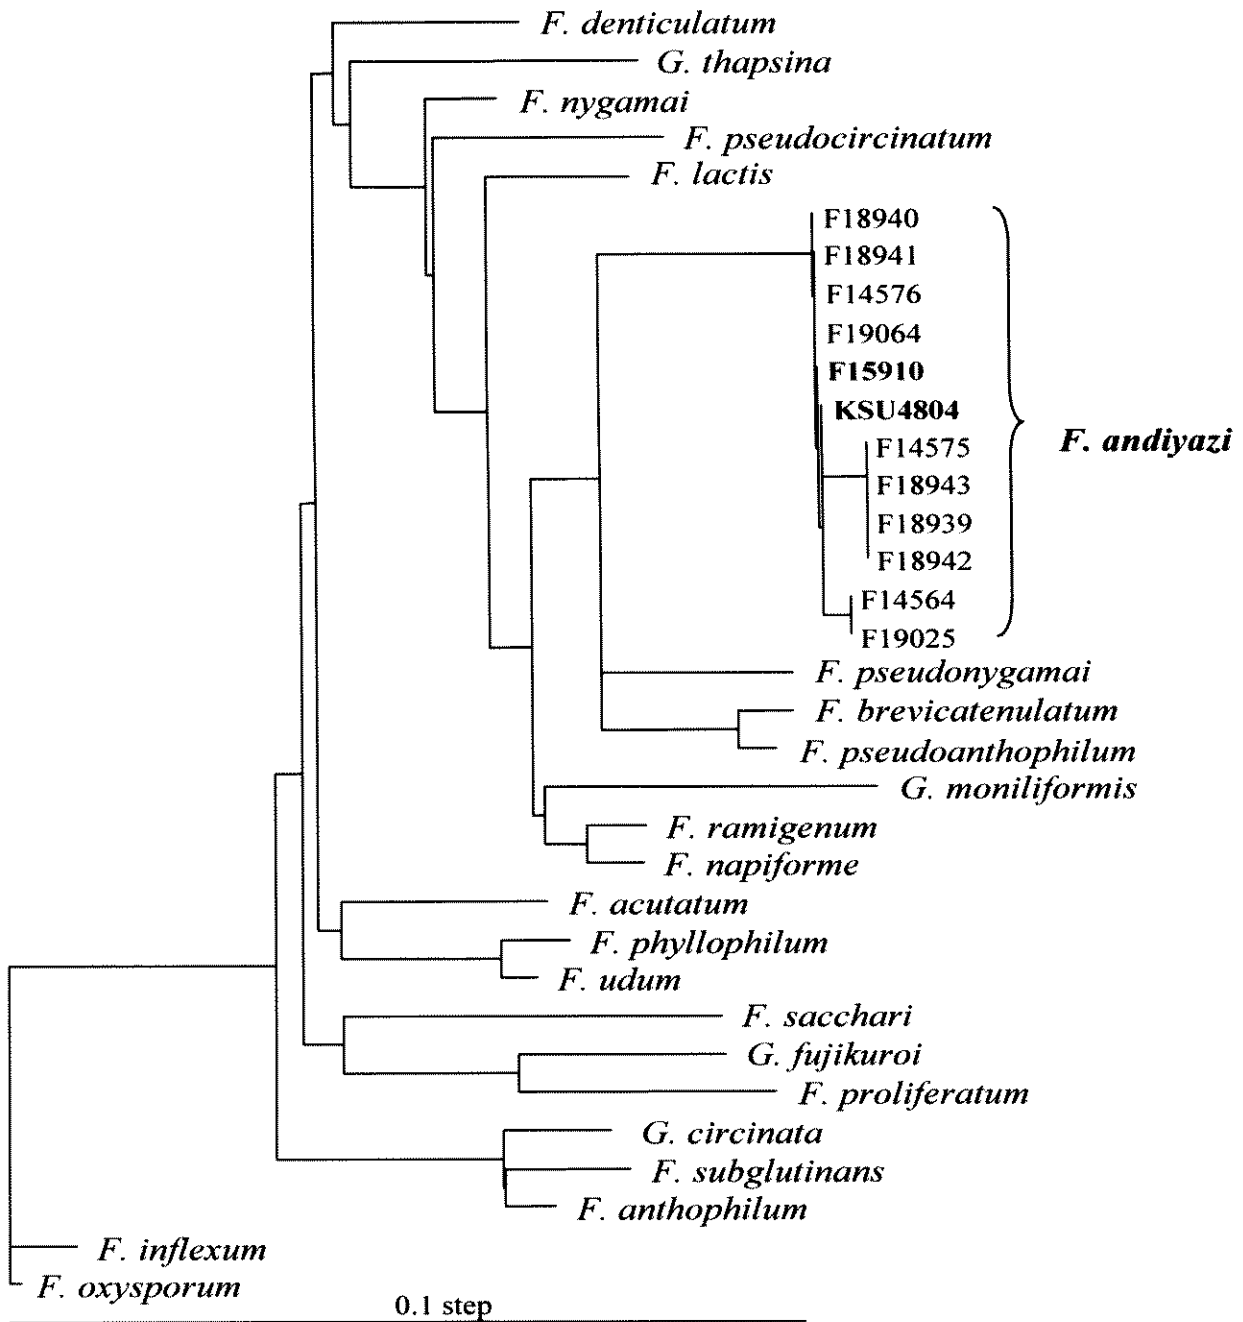 F. denticulatum
G. thapsina
F. nygamai
F. pseudocircinatum
F. lactis
F18940
F18941
F14576
F19064
F15910
KSU4804
F. andiyazi
F14575
F18943
F18939
F18942
F14564
F19025
F. pseudonygamai
F. brevicatenulatum
F. pseudoanthophilum
G. moniliformis
F. ramigenum
F. napiforme
F. acutatum
F. phyllophilum
F. udum
F. sacchari
G. fujikuroi
F. proliferatum
G. circinata
F. subglutinans
F. anthophilum
F. inflexum
F. oxysporum
0.1 step